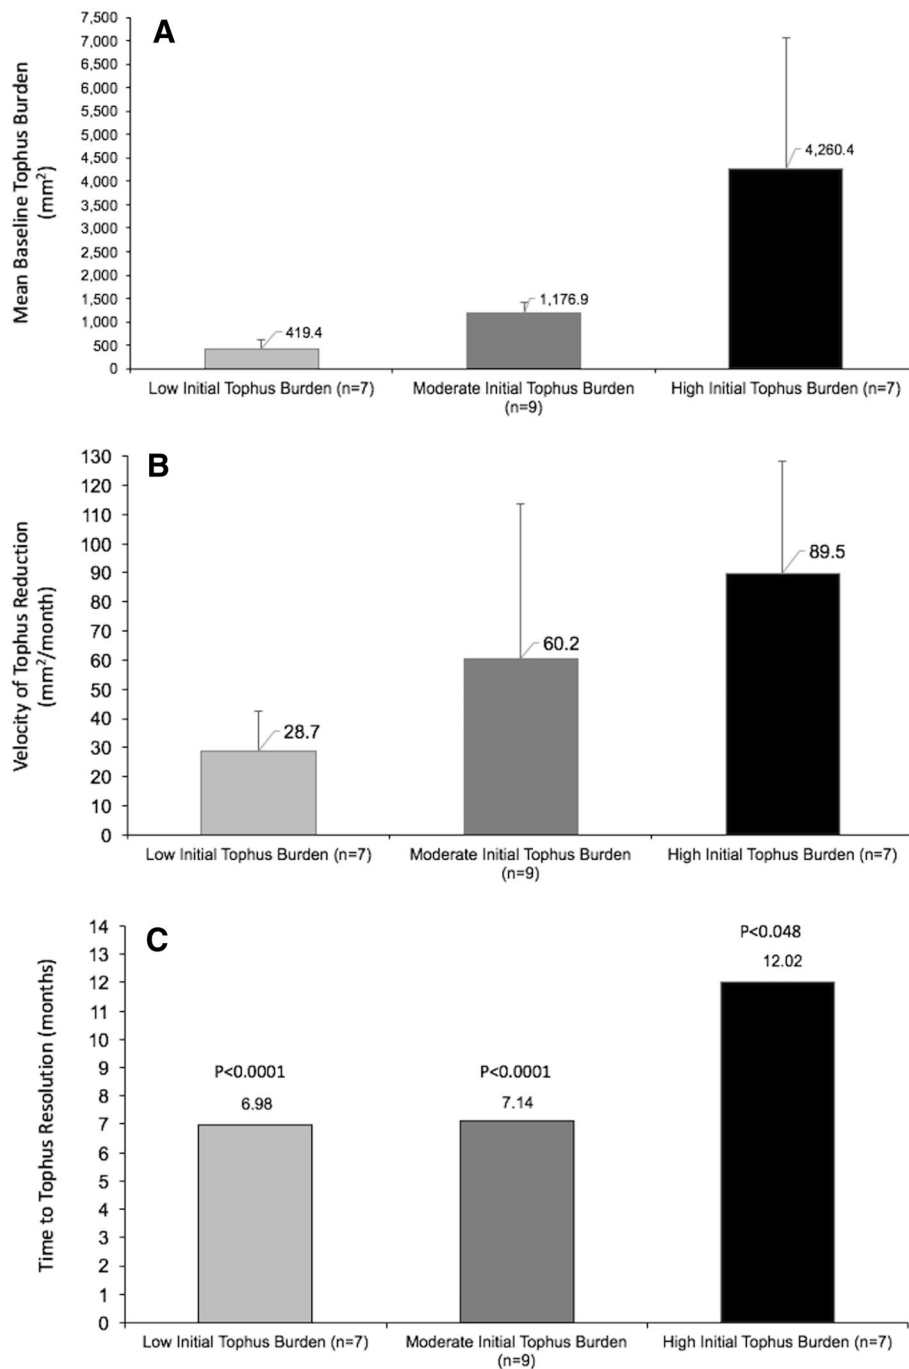 A
Mean Baseline Tophus Burden
(mm²)
7,500
7,000
6,500
6,000
5,500
5,000
4,500
4,000
3,500
3,000
2,500
2,000
1,500
1,000
500
0
419.4
1,176.9
4,260.4
Low Initial Tophus Burden (n=7)
Moderate Initial Tophus Burden
(n=9)
High Initial Tophus Burden (n=7)
B
Velocity of Tophus Reduction
(mm²/month)
130
120
110
100
90
80
70
60
50
40
30
20
10
0
28.7
60.2
89.5
Low Initial Tophus Burden (n=7)
Moderate Initial Tophus Burden
(n=9)
High Initial Tophus Burden (n=7)
C
Time to Tophus Resolution (months)
14
13
12
11
10
9
8
7
6
5
4
3
2
1
0
P<0.0001
6.98
P<0.0001
7.14
P<0.048
12.02
Low Initial Tophus Burden (n=7)
Moderate Initial Tophus Burden
(n=9)
High Initial Tophus Burden (n=7)